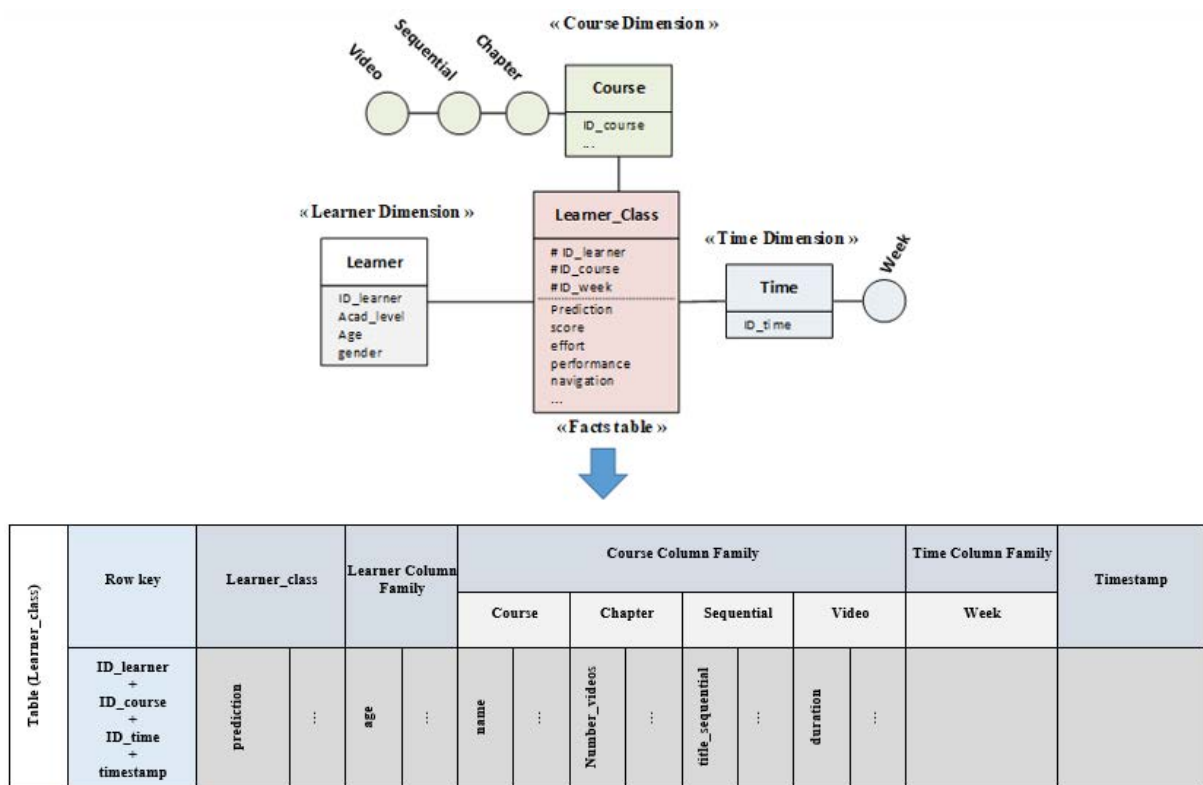 « Course Dimension »
Video
Sequential
Chapter
Course
ID_course
...
« Learner Dimension »
Learner_Class
« Time Dimension »
Week
Learner
# ID_learner
#ID_course
#ID_week
Time
ID_learner
Acad_level
Age
gender
Prediction
score
effort
performance
navigation
...
ID_time
« Facts table »
Table (Learner_class)
Row key
Learner_class
Learner Column
Family
Course Column Family
Time Column Family
Timestamp
Course
Chapter
Sequential
Video
Week
ID_learner
+
ID_course
+
ID_time
+
timestamp
prediction
...
age
...
name
...
Number_videos
...
title_sequential
...
duration
...